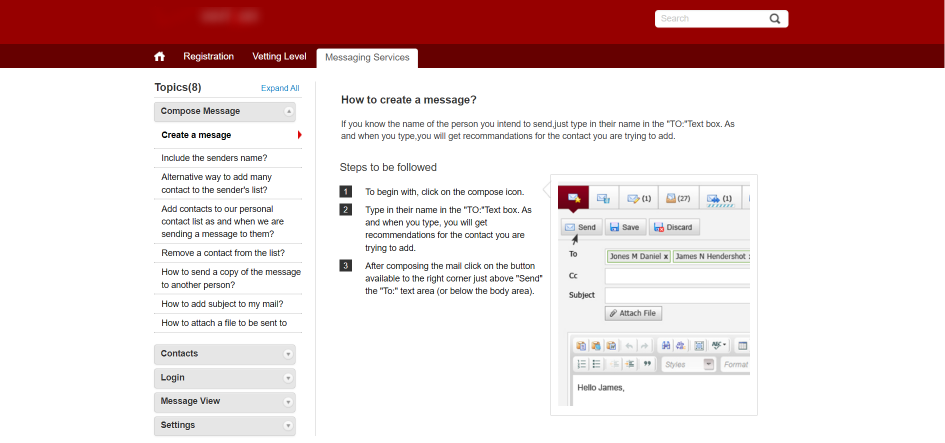 Search
Registration
Vetting Level
Messaging Services
Topics(8)
Expand All
Compose Message
Create a mesage
Include the senders name?
Alternative way to add many
contact to the sender's list?
Add contacts to our personal
contact list as and when we are
sending a message to them?
Remove a contact from the list?
How to send a copy of the message
to another person?
How to add subject to my mail?
How to attach a file to be sent to
Contacts
Login
Message View
Settings
How to create a message?
If you know the name of the person you intend to send,just type in their name in the "TO:"Text box. As
and when you type,you will get recommandations for the contact you are trying to add.
Steps to be followed
1 To begin with, click on the compose icon.
2 Type in their name in the "TO:"Text box. As
and when you type, you will get
recommendations for the contact you are
trying to add.
3 After composing the mail click on the button
available to the right corner just above "Send"
the "To:" text area (or below the body area).
(1)
(27)
(1)
Send
Save
Discard
To
Jones M Daniel x
James N Hendershot
Cc
Subject
Attach File
ABC
Styles
Format
Hello James,